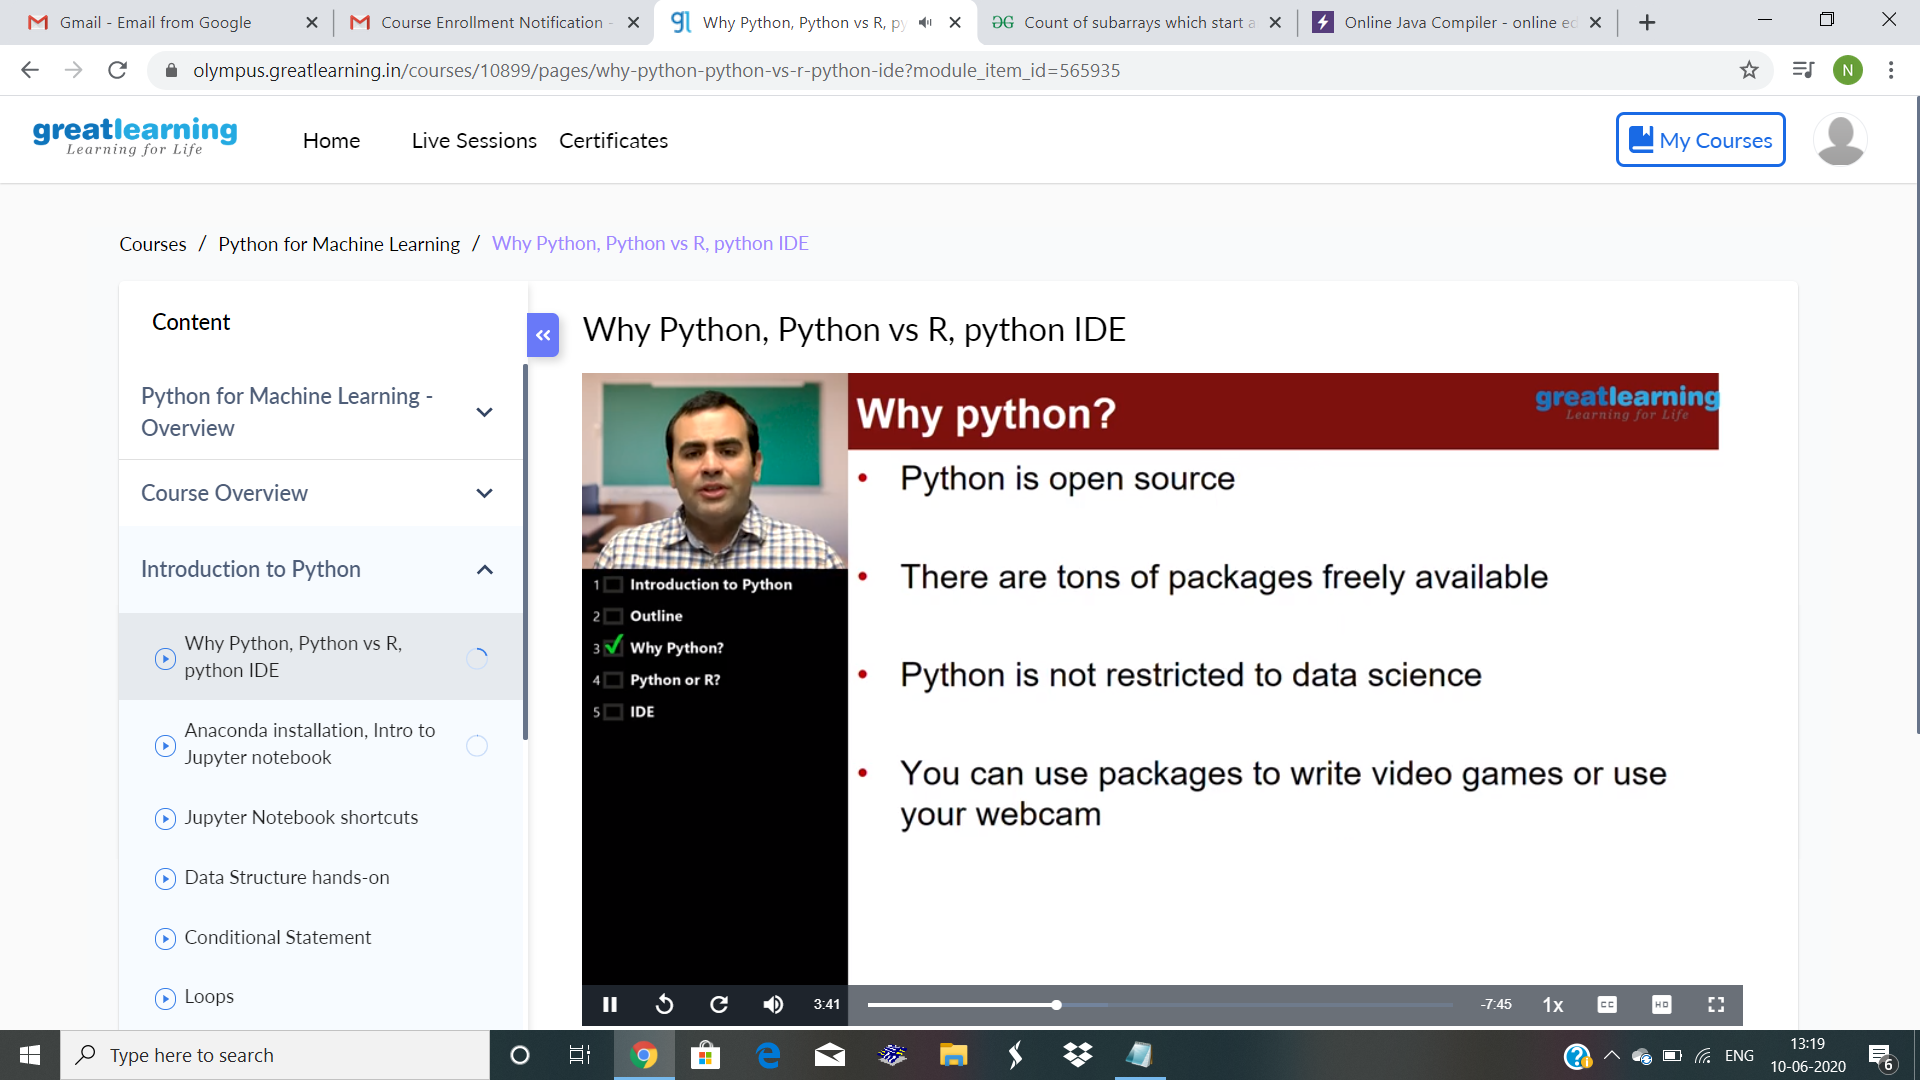 Gmail - Email from Google
Course Enrollment Notification -
Why Python, Python vs R, py
Count of subarrays which start a
Online Java Compiler - online ed
olympus.greatlearning.in/courses/10899/pages/why-python-python-vs-r-python-ide?module_item_id=565935
N
greatlearning
Learning for Life
Home
Live Sessions
Certificates
My Courses
Courses / Python for Machine Learning / Why Python, Python vs R, python IDE
Content
Python for Machine Learning -
Overview
Course Overview
Introduction to Python
Why Python, Python vs R,
python IDE
Anaconda installation, Intro to
Jupyter notebook
Jupyter Notebook shortcuts
Data Structure hands-on
Conditional Statement
Loops
Why Python, Python vs R, python IDE
Why python?
greatlearning
Learning for Life
1 Introduction to Python
2 Outline
3 Why Python?
4 Python or R?
5 IDE
• Python is open source
• There are tons of packages freely available
• Python is not restricted to data science
• You can use packages to write video games or use
your webcam
3:41
-7:45
1x
CC
HD
Type here to search
ENG
13:19
10-06-2020
6